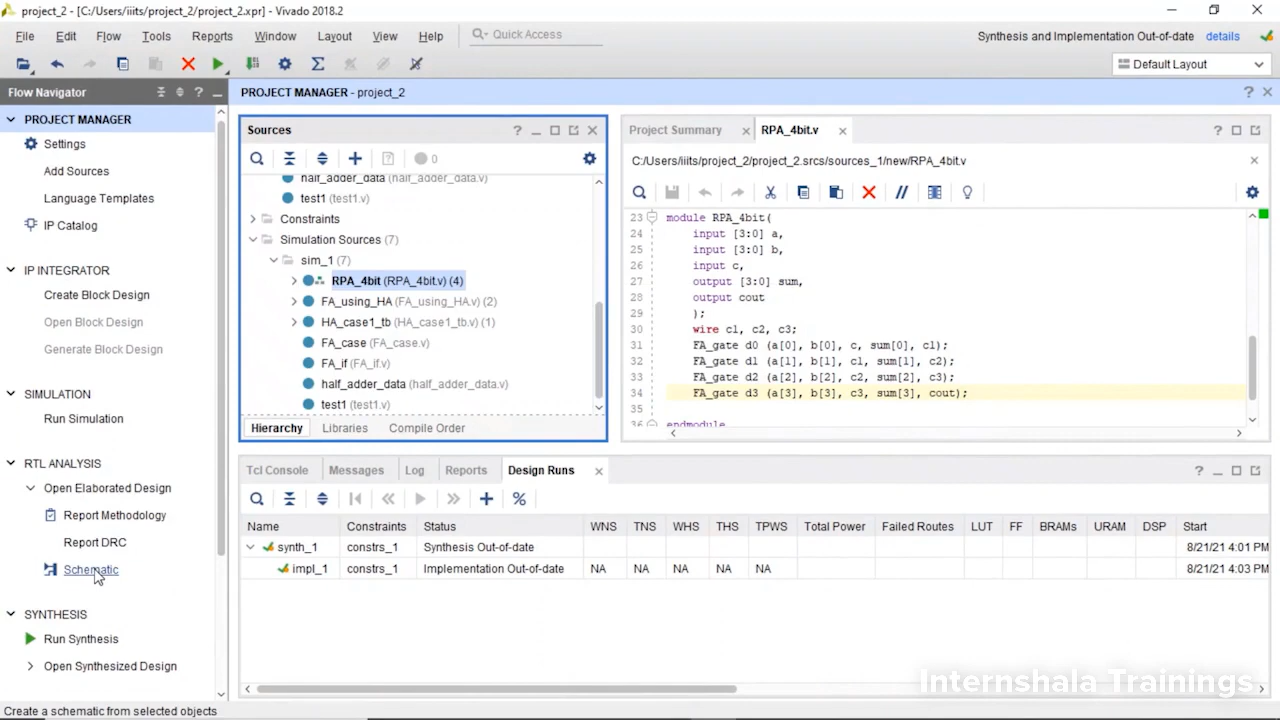 project_2 - [C:/Users/iiits/project_2/project_2.xpr] - Vivado 2018.2
File Edit Flow Tools Reports Window Layout View Help Quick Access
Synthesis and Implementation Out-of-date details
Default Layout
Flow Navigator
PROJECT MANAGER
Settings
Add Sources
Language Templates
IP Catalog
IP INTEGRATOR
Create Block Design
Open Block Design
Generate Block Design
SIMULATION
Run Simulation
RTL ANALYSIS
Open Elaborated Design
Report Methodology
Report DRC
Schematic
SYNTHESIS
Run Synthesis
Open Synthesized Design
PROJECT MANAGER - project_2
Sources
0
half_adder_data (half_adder_data.v)
test1 (test1.v)
Constraints
Simulation Sources (7)
sim_1 (7)
RPA_4bit (RPA_4bit.v) (4)
FA_using_HA (FA_using_HA.v) (2)
HA_case1_tb (HA_case1_tb.v) (1)
FA_case (FA_case.v)
FA_if (FA_if.v)
half_adder_data (half_adder_data.v)
test1 (test1.v)
Hierarchy Libraries Compile Order
Project Summary RPA_4bit.v
C:/Users/iiits/project_2/project_2.srcs/sources_1/new/RPA_4bit.v
23 module RPA_4bit(
24 input [3:0] a,
25 input [3:0] b,
26 input c,
27 output [3:0] sum,
28 output cout
29 );
30 wire c1, c2, c3;
31 FA_gate d0 (a[0], b[0], c, sum[0], c1);
32 FA_gate d1 (a[1], b[1], c1, sum[1], c2);
33 FA_gate d2 (a[2], b[2], c2, sum[2], c3);
34 FA_gate d3 (a[3], b[3], c3, sum[3], cout);
35
36 endmodule
Tcl Console Messages Log Reports Design Runs
Name Constraints Status WNS TNS WHS THS TPWS Total Power Failed Routes LUT FF BRAMs URAM DSP Start
synth_1 constrs_1 Synthesis Out-of-date 8/21/21 4:01 PM
impl_1 constrs_1 Implementation Out-of-date NA NA NA NA NA 8/21/21 4:03 PM
Internshala Trainings
Create a schematic from selected objects